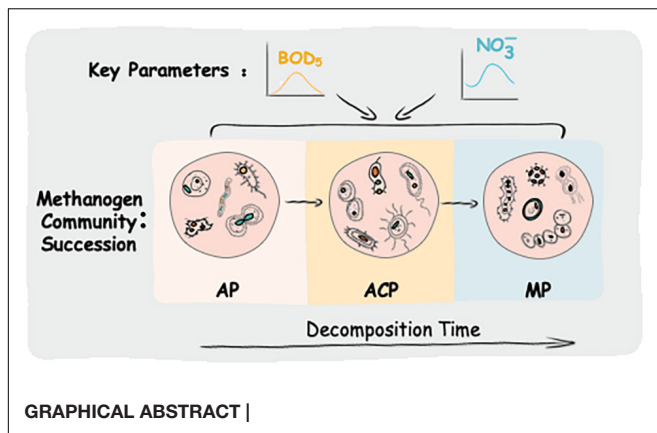 Key Parameters :
BOD₅
NO₃⁻
Methanogen
Community:
Succession
AP
ACP
MP
Decomposition Time
GRAPHICAL ABSTRACT |